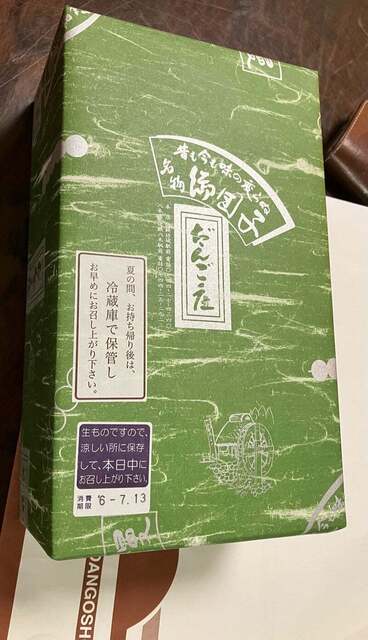 昔も今も味の変らぬ
名物
御団子
だんご庄
夏の間、お持ち帰り後は、
冷蔵庫で保管し
お早めにお召し上がり下さい。
生ものですので、
涼しい所に保存
して、本日中に
お召し上がり下さい。
消費
期限
'6-7.13
DANGOSH